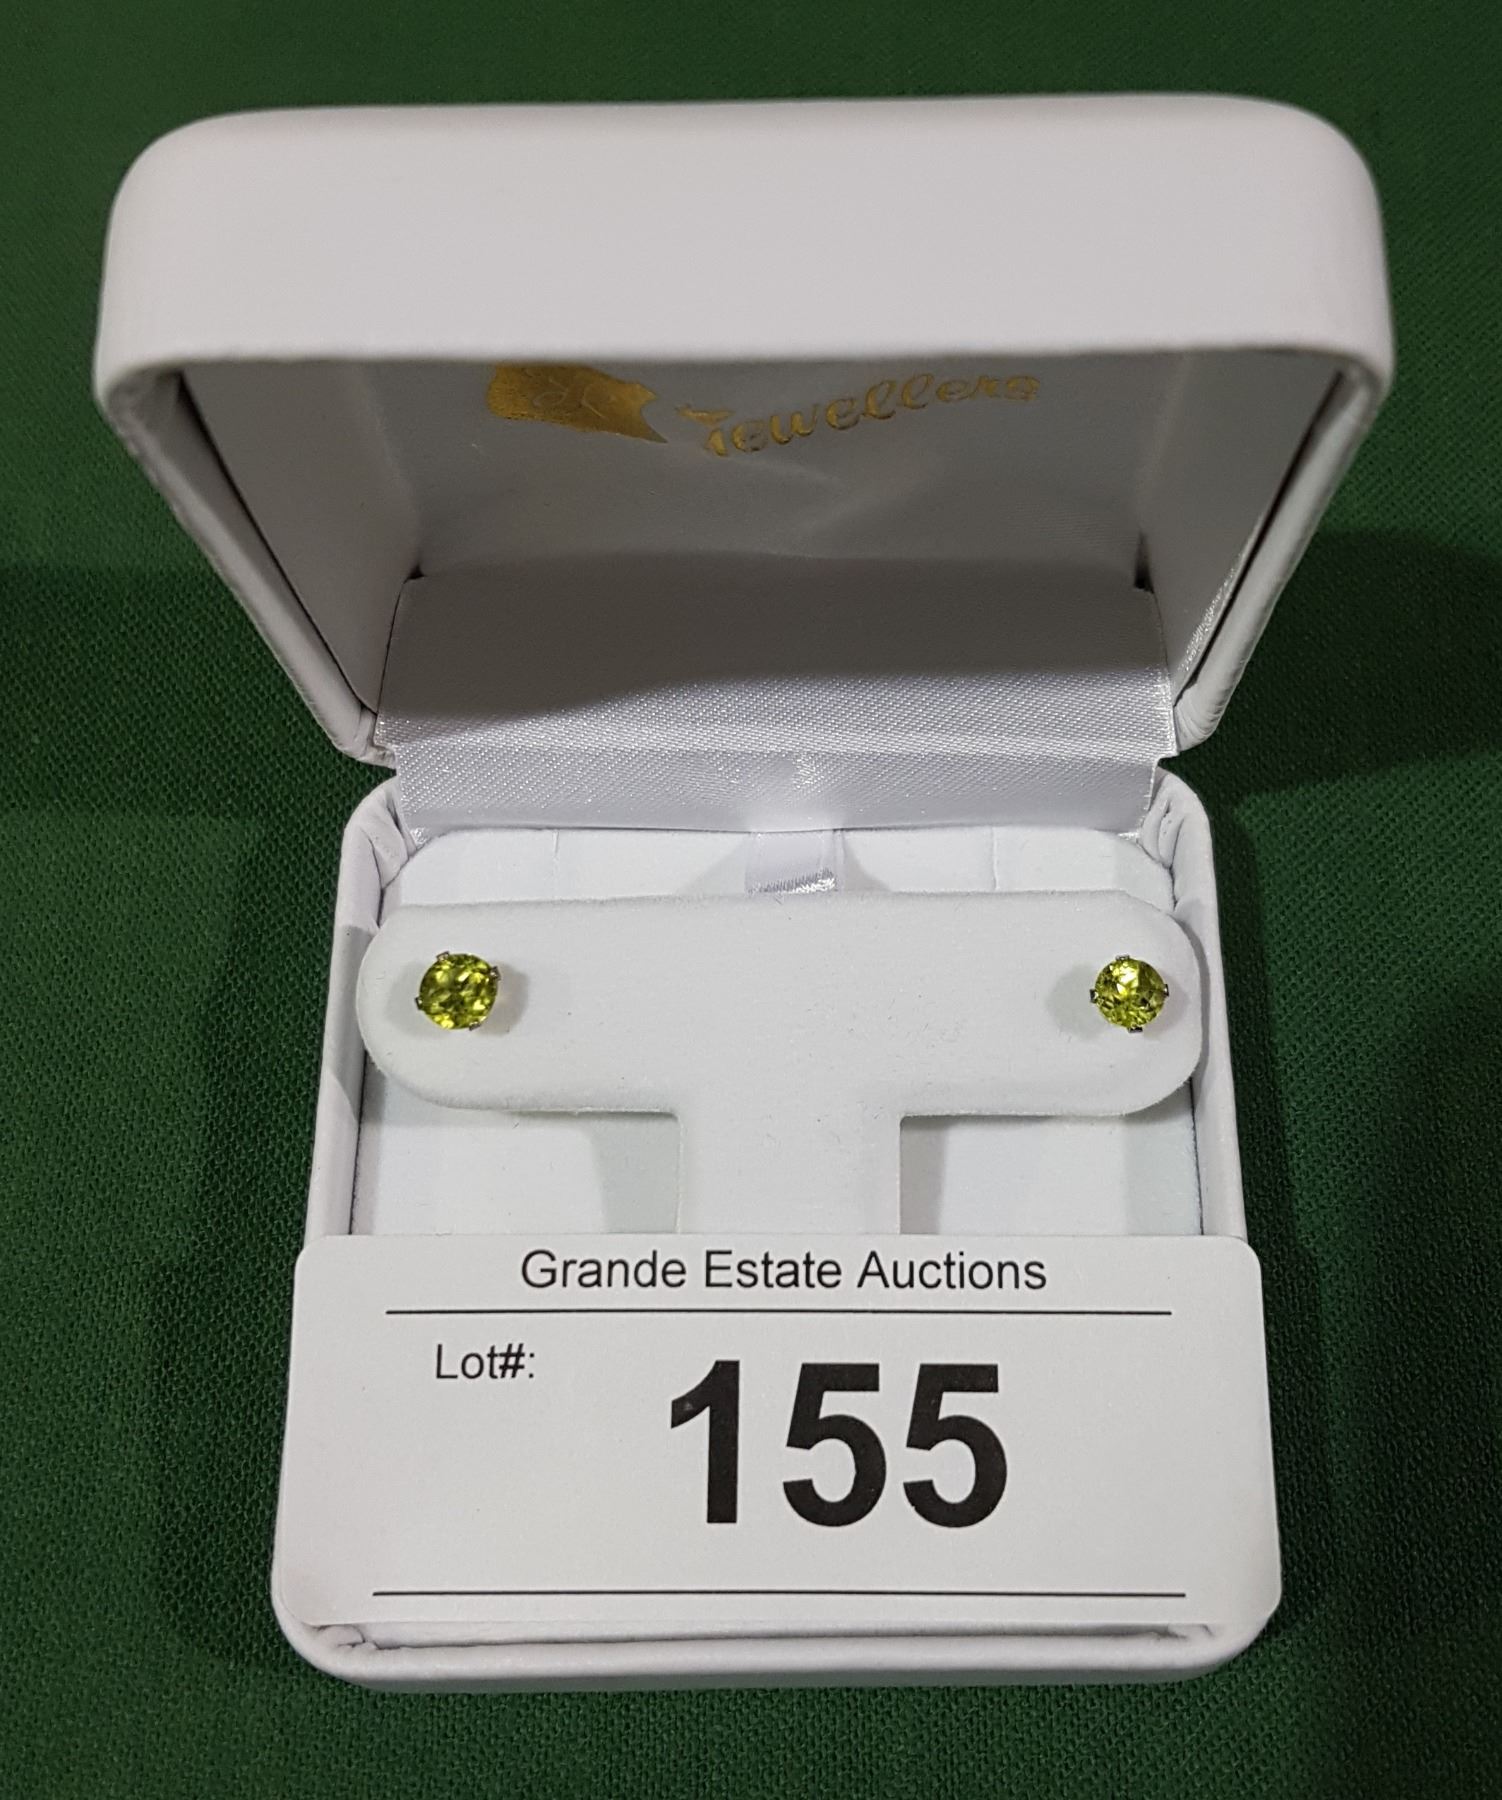 Jewellers
Grande Estate Auctions
Lot#:
155